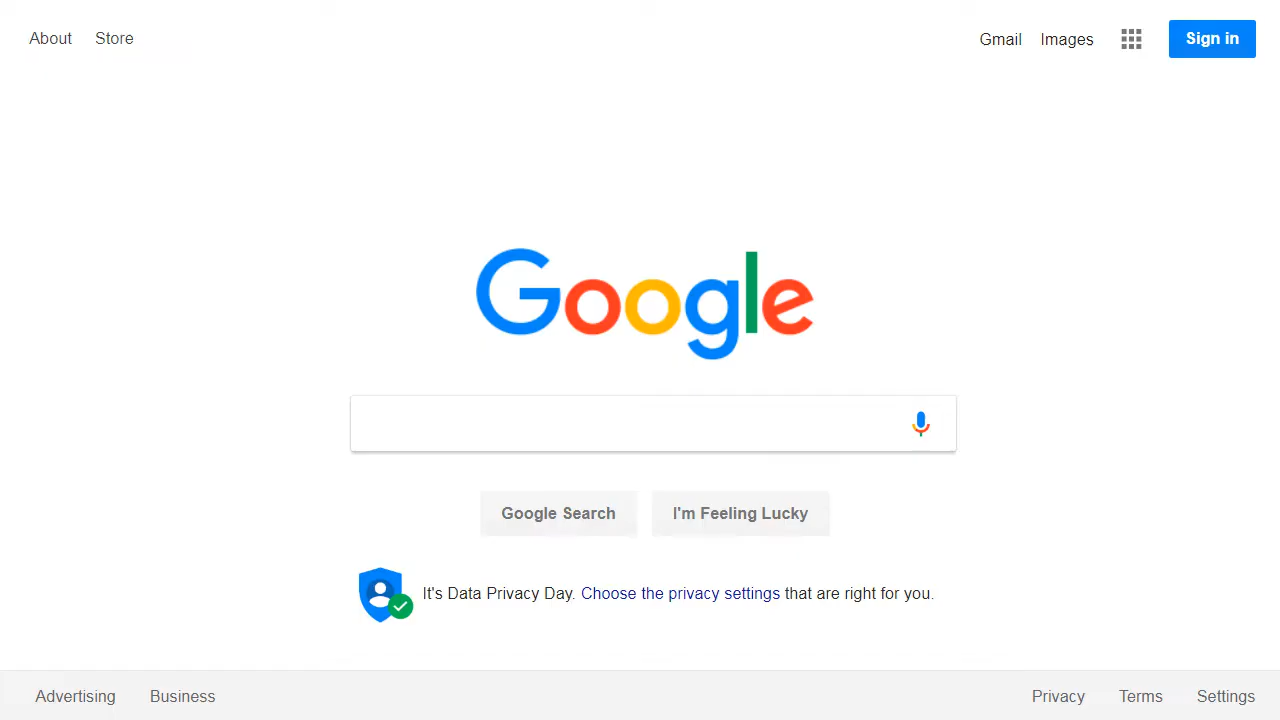 About Store Gmail Images Sign in
Google
Google Search I'm Feeling Lucky
It's Data Privacy Day. Choose the privacy settings that are right for you.
Advertising Business Privacy Terms Settings